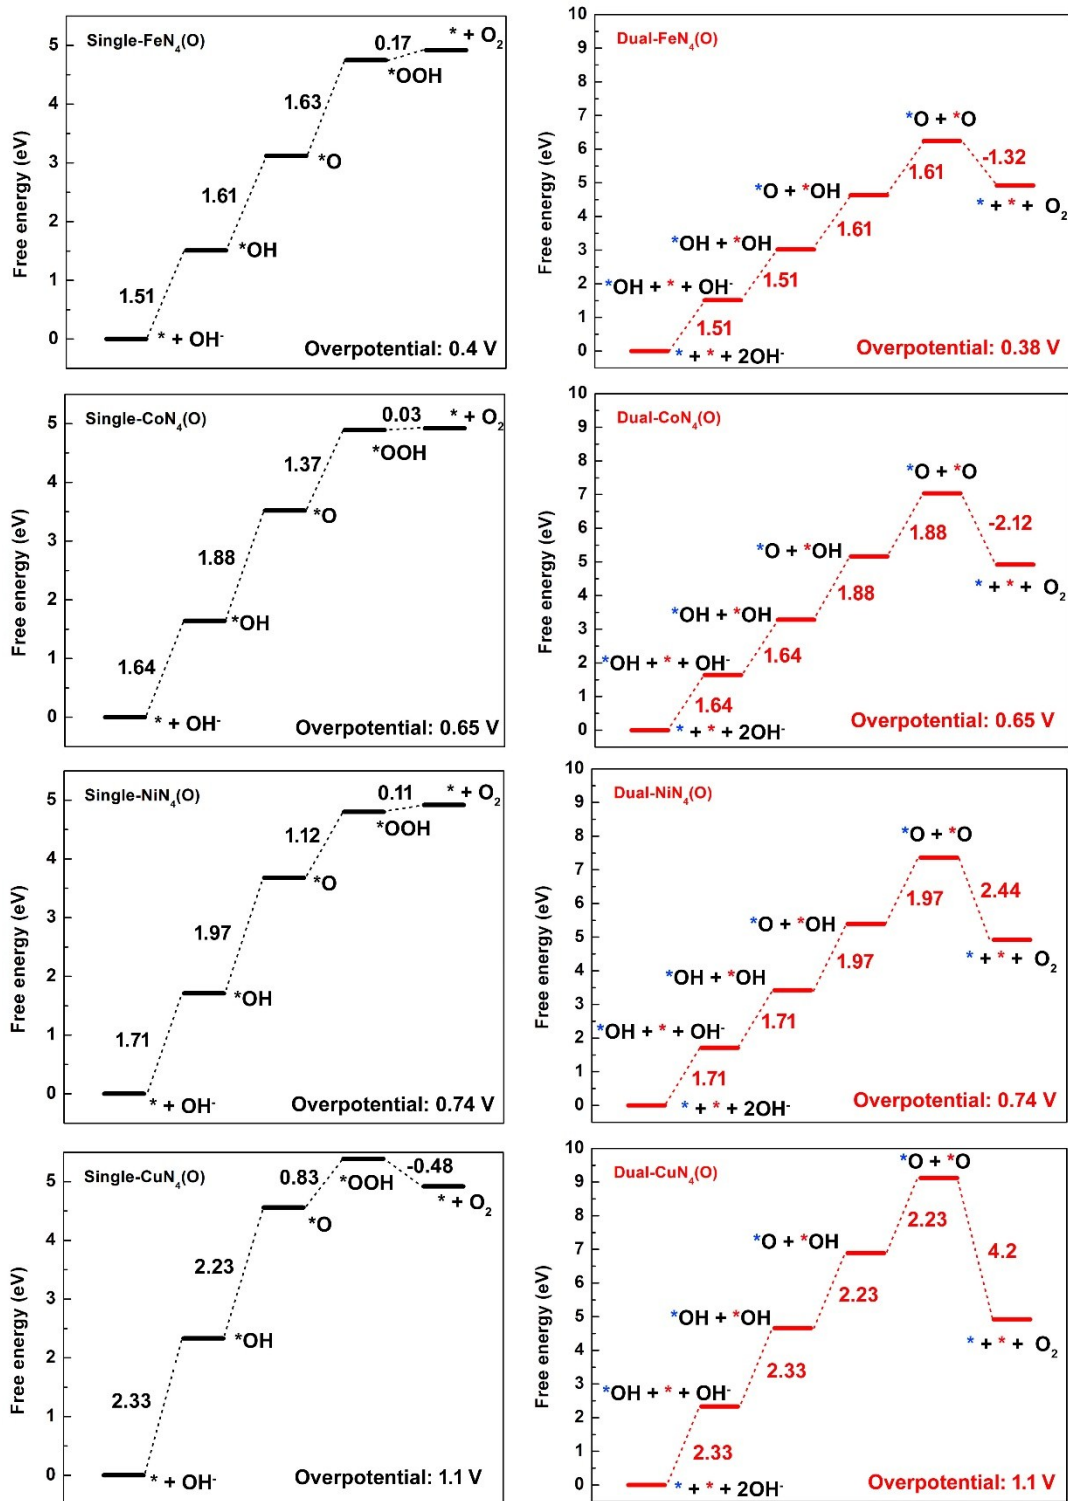 Single-FeN4(O)
Free energy (eV)
5
4
3
2
1
0
1.51
1.61
1.63
0.17
* + OH-
*OH
*O
*OOH
* + O2
Overpotential: 0.4 V
Dual-FeN4(O)
Free energy (eV)
10
9
8
7
6
5
4
3
2
1
0
1.51
1.51
1.61
1.61
-1.32
* + * + 2OH-
*OH + * + OH-
*OH + *OH
*O + *OH
*O + *O
* + * + O2
Overpotential: 0.38 V
Single-CoN4(O)
Free energy (eV)
5
4
3
2
1
0
1.64
1.88
1.37
0.03
* + OH-
*OH
*O
*OOH
* + O2
Overpotential: 0.65 V
Dual-CoN4(O)
Free energy (eV)
10
9
8
7
6
5
4
3
2
1
0
1.64
1.64
1.88
1.88
-2.12
* + * + 2OH-
*OH + * + OH-
*OH + *OH
*O + *OH
*O + *O
* + * + O2
Overpotential: 0.65 V
Single-NiN4(O)
Free energy (eV)
5
4
3
2
1
0
1.71
1.97
1.12
0.11
* + OH-
*OH
*O
*OOH
* + O2
Overpotential: 0.74 V
Dual-NiN4(O)
Free energy (eV)
10
9
8
7
6
5
4
3
2
1
0
1.71
1.71
1.97
1.97
2.44
* + * + 2OH-
*OH + * + OH-
*OH + *OH
*O + *OH
*O + *O
* + * + O2
Overpotential: 0.74 V
Single-CuN4(O)
Free energy (eV)
5
4
3
2
1
0
2.33
2.23
0.83
-0.48
* + OH-
*OH
*O
*OOH
* + O2
Overpotential: 1.1 V
Dual-CuN4(O)
Free energy (eV)
10
9
8
7
6
5
4
3
2
1
0
2.33
2.33
2.23
2.23
4.2
* + * + 2OH-
*OH + * + OH-
*OH + *OH
*O + *OH
*O + *O
* + * + O2
Overpotential: 1.1 V